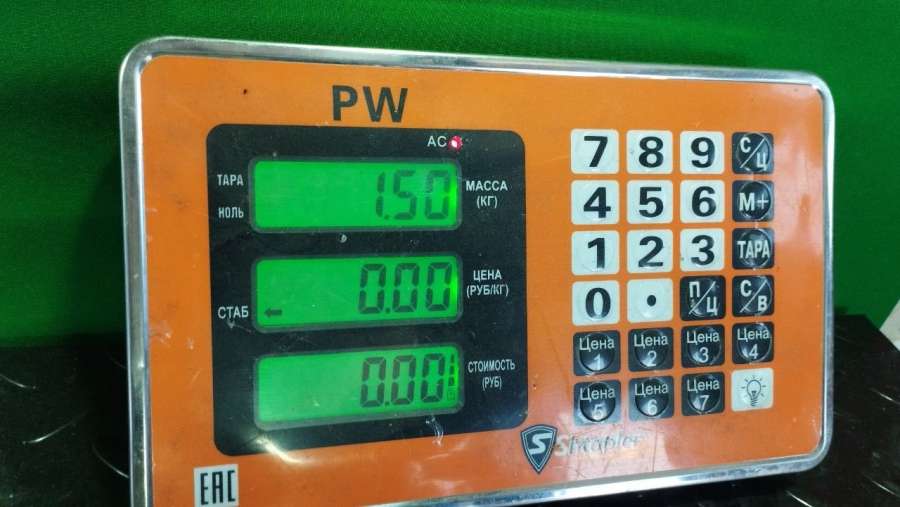 PW
AC
ТАРА
НОЛЬ
1.50
МАССА
(КГ)
СТАБ
←
0.00
ЦЕНА
(РУБ/КГ)
0.00
СТОИМОСТЬ
(РУБ)
7 8 9 С/Ц
4 5 6 М+
1 2 3 ТАРА
0 . П/Ц С/В
Цена 1 Цена 2 Цена 3 Цена 4
Цена 5 Цена 6 Цена 7
S
EAC